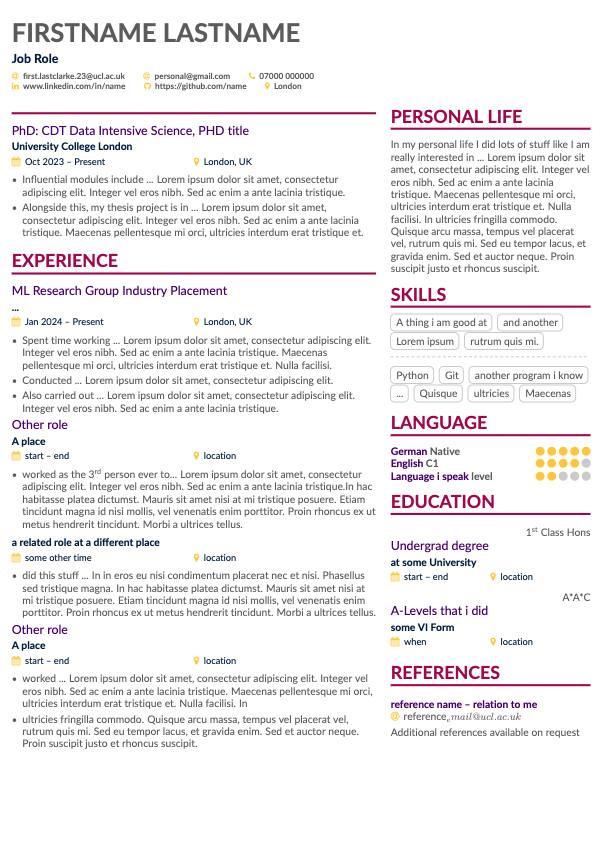 FIRSTNAME LASTNAME
Job Role
first.lastclarke.23@ucl.ac.uk personal@gmail.com 07000 000000
www.linkedin.com/in/name https://github.com/name London
PhD: CDT Data Intensive Science, PHD title
University College London
Oct 2023 – Present London, UK
• Influential modules include ... Lorem ipsum dolor sit amet, consectetur
adipiscing elit. Integer vel eros nibh. Sed ac enim a ante lacinia tristique.
• Alongside this, my thesis project is in ... Lorem ipsum dolor sit amet,
consectetur adipiscing elit. Integer vel eros nibh. Sed ac enim a ante lacinia
tristique. Maecenas pellentesque mi orci, ultricies interdum erat tristique et.
EXPERIENCE
ML Research Group Industry Placement
...
Jan 2024 – Present London, UK
• Spent time working ... Lorem ipsum dolor sit amet, consectetur adipiscing elit.
Integer vel eros nibh. Sed ac enim a ante lacinia tristique. Maecenas
pellentesque mi orci, ultricies interdum erat tristique et. Nulla facilisi.
• Conducted ... Lorem ipsum dolor sit amet, consectetur adipiscing elit.
• Also carried out ... Lorem ipsum dolor sit amet, consectetur adipiscing elit.
Integer vel eros nibh. Sed ac enim a ante lacinia tristique.
Other role
A place
start – end location
• worked as the 3rd person ever to... Lorem ipsum dolor sit amet, consectetur
adipiscing elit. Integer vel eros nibh. Sed ac enim a ante lacinia tristique.In hac
habitasse platea dictumst. Mauris sit amet nisi at mi tristique posuere. Etiam
tincidunt magna id nisi mollis, vel venenatis enim porttitor. Proin rhoncus ex ut
metus hendrerit tincidunt. Morbi a ultrices tellus.
a related role at a different place
some other time location
• did this stuff ... In in eros eu nisi condimentum placerat nec et nisi. Phasellus
sed tristique magna. In hac habitasse platea dictumst. Mauris sit amet nisi at
mi tristique posuere. Etiam tincidunt magna id nisi mollis, vel venenatis enim
porttitor. Proin rhoncus ex ut metus hendrerit tincidunt. Morbi a ultrices tellus.
Other role
A place
start – end location
• worked ... Lorem ipsum dolor sit amet, consectetur adipiscing elit. Integer vel
eros nibh. Sed ac enim a ante lacinia tristique. Maecenas pellentesque mi orci,
ultricies interdum erat tristique et. Nulla facilisi. In
• ultricies fringilla commodo. Quisque arcu massa, tempus vel placerat vel,
rutrum quis mi. Sed eu tempor lacus, et gravida enim. Sed et auctor neque.
Proin suscipit justo et rhoncus suscipit.
PERSONAL LIFE
In my personal life I did lots of stuff like I am
really interested in ... Lorem ipsum dolor sit
amet, consectetur adipiscing elit. Integer vel
eros nibh. Sed ac enim a ante lacinia
tristique. Maecenas pellentesque mi orci,
ultricies interdum erat tristique et. Nulla
facilisi. In ultricies fringilla commodo.
Quisque arcu massa, tempus vel placerat
vel, rutrum quis mi. Sed eu tempor lacus, et
gravida enim. Sed et auctor neque. Proin
suscipit justo et rhoncus suscipit.
SKILLS
A thing i am good at and another
Lorem ipsum rutrum quis mi.
Python Git another program i know
... Quisque ultricies Maecenas
LANGUAGE
German Native
English C1
Language i speak level
EDUCATION
1st Class Hons
Undergrad degree
at some University
start – end location
A*A*C
A-Levels that i did
some VI Form
when location
REFERENCES
reference name – relation to me
@ referenceemail@ucl.ac.uk
Additional references available on request